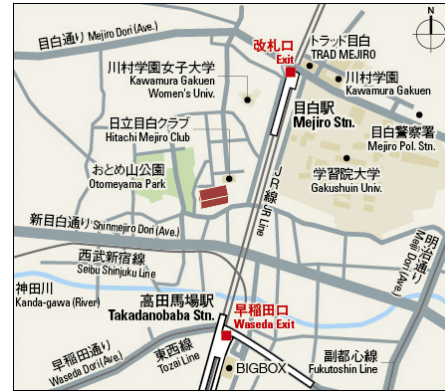 N
目白通り Mejiro Dori (Ave.)
改札口
Exit
トラッド目白
TRAD MEJIRO
川村学園女子大学
Kawamura Gakuen
Women's Univ.
川村学園
Kawamura Gakuen
目白駅
Mejiro Stn.
日立目白クラブ
Hitachi Mejiro Club
目白警察署
Mejiro Pol. Stn.
おとめ山公園
Otomeyama Park
JR線 JR Line
学習院大学
Gakushuin Univ.
新目白通り Shinmejiro Dori (Ave.)
明治通り
Meiji Dori (Ave.)
西武新宿線
Seibu Shinjuku Line
神田川
Kanda-gawa (River)
高田馬場駅
Takadanobaba Stn.
早稲田口
Waseda Exit
早稲田通り
Waseda Dori (Ave.)
東西線
Tozai Line
BIGBOX
副都心線
Fukutoshin Line